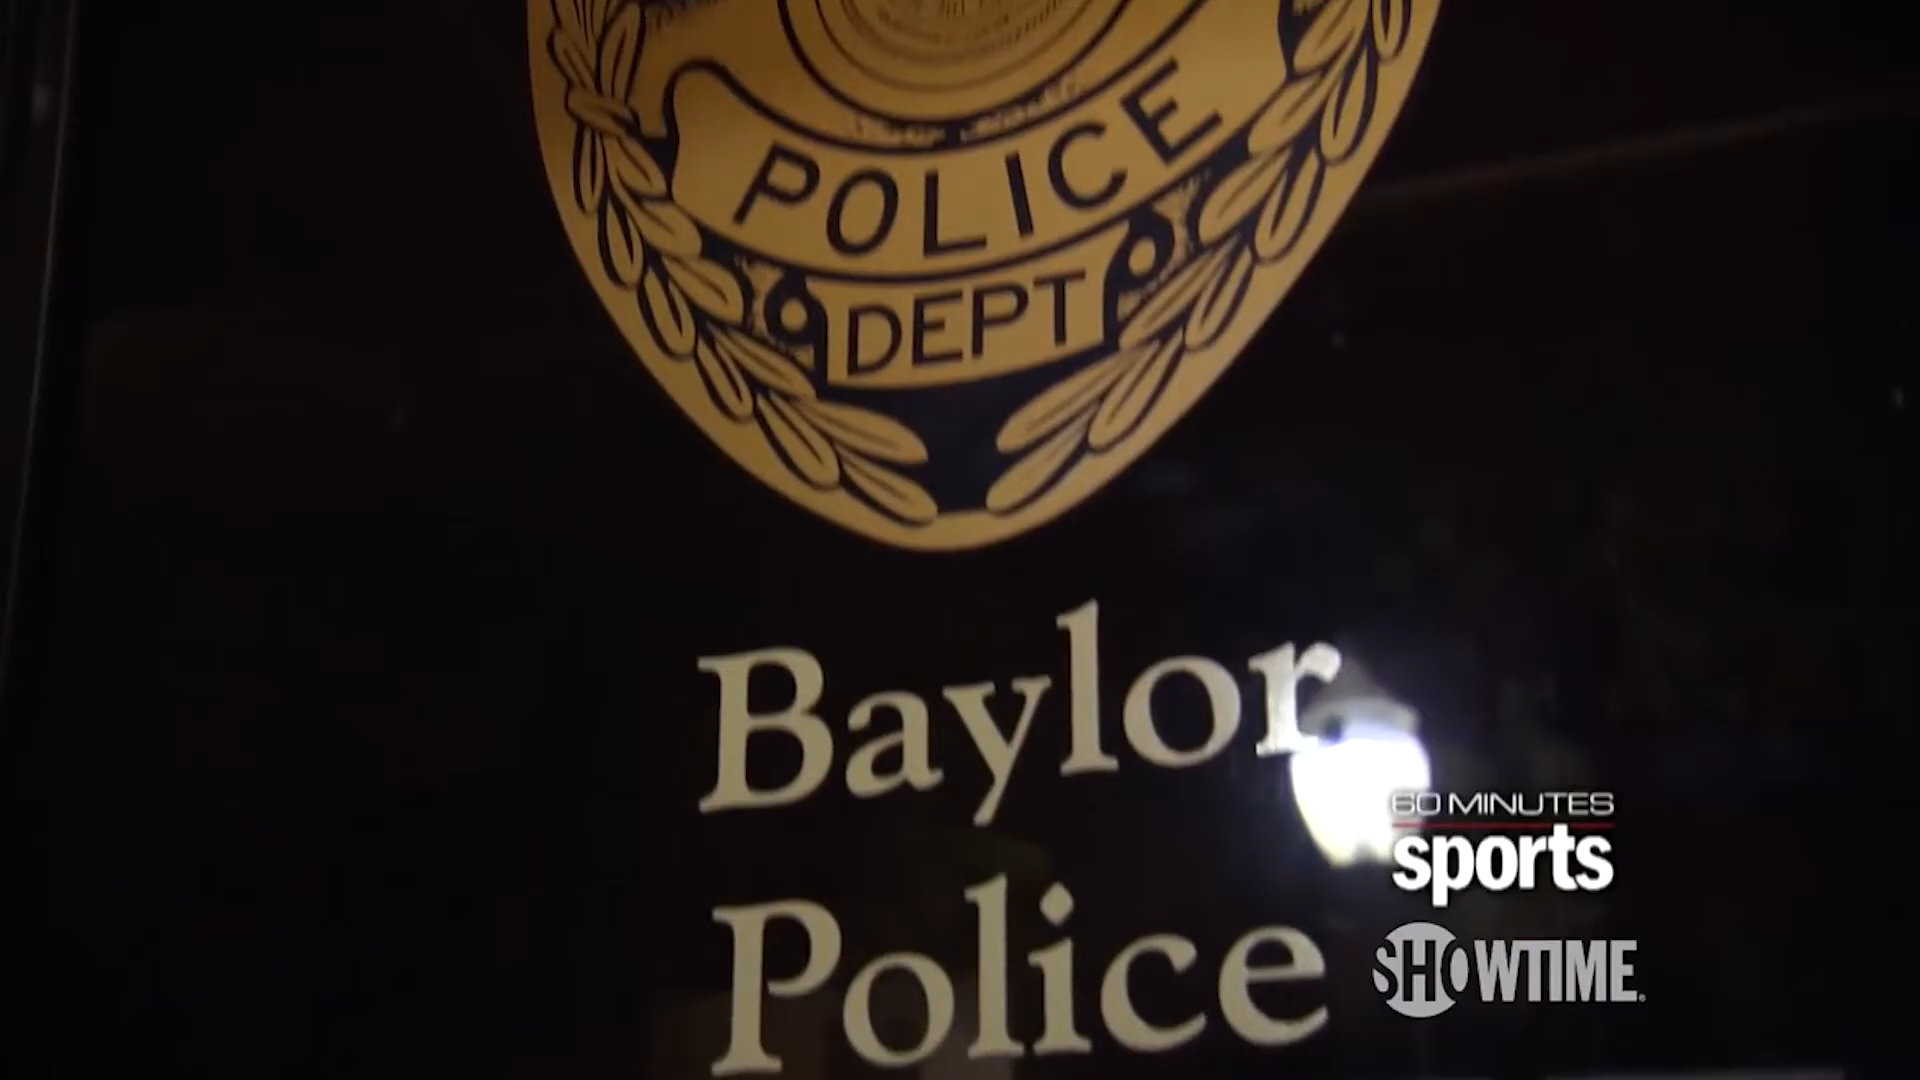 POLICE
DEPT
Baylor
Police
60 MINUTES
sports
SHOWTIME